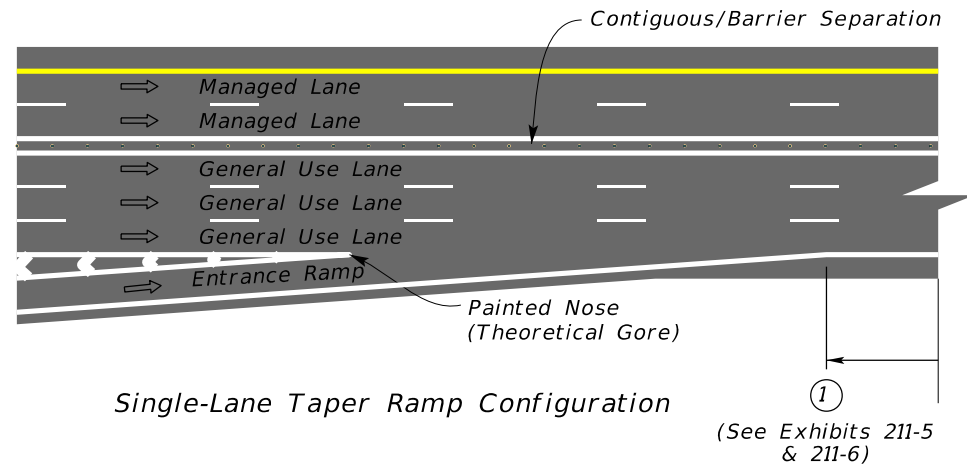 Contiguous/Barrier Separation
Managed Lane
Managed Lane
General Use Lane
General Use Lane
General Use Lane
Entrance Ramp
Painted Nose
(Theoretical Gore)
Single-Lane Taper Ramp Configuration
1
(See Exhibits 211-5
& 211-6)